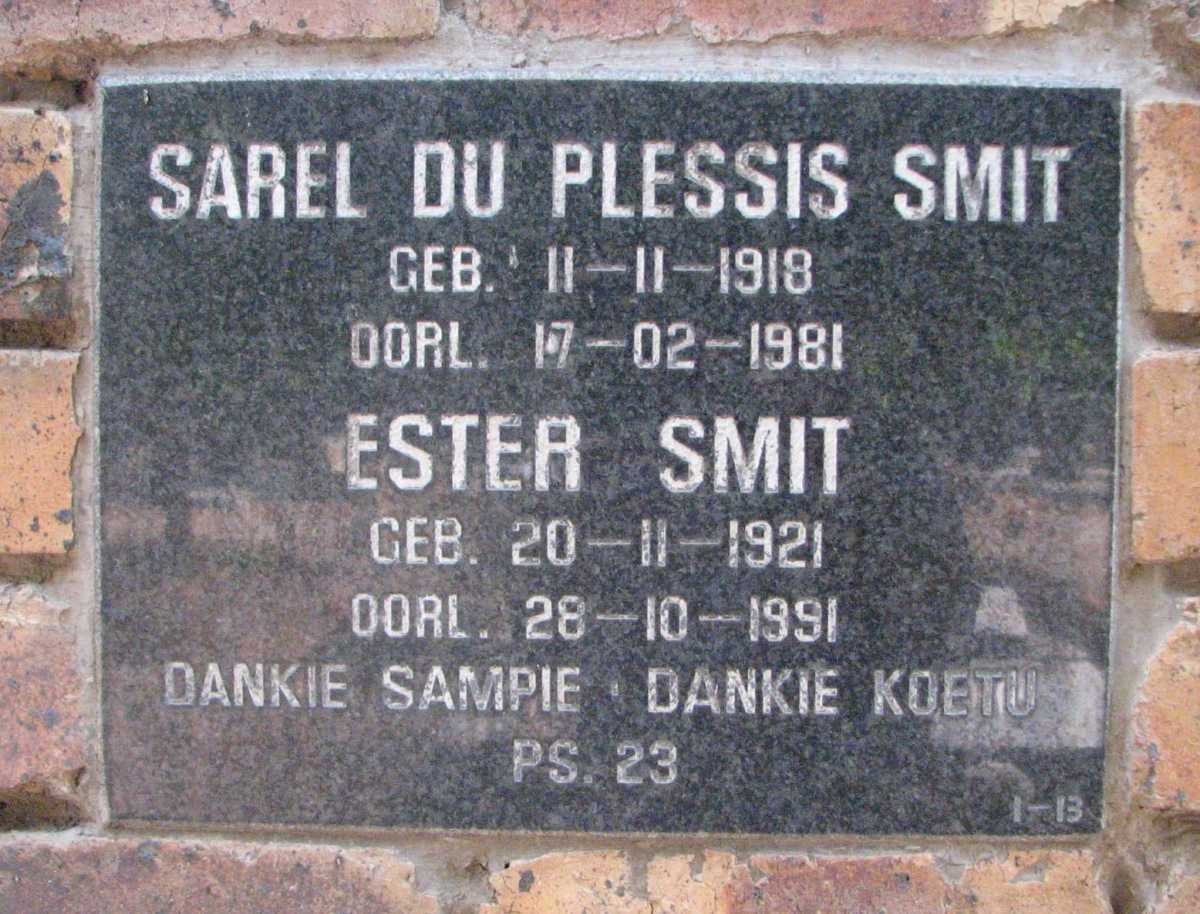 SAREL DU PLESSIS SMIT
GEB. 11-11-1918
OORL. 17-02-1981
ESTER SMIT
GEB. 20-11-1921
OORL. 28-10-1991
DANKIE SAMPIE DANKIE KOETU
PS. 23
1-13